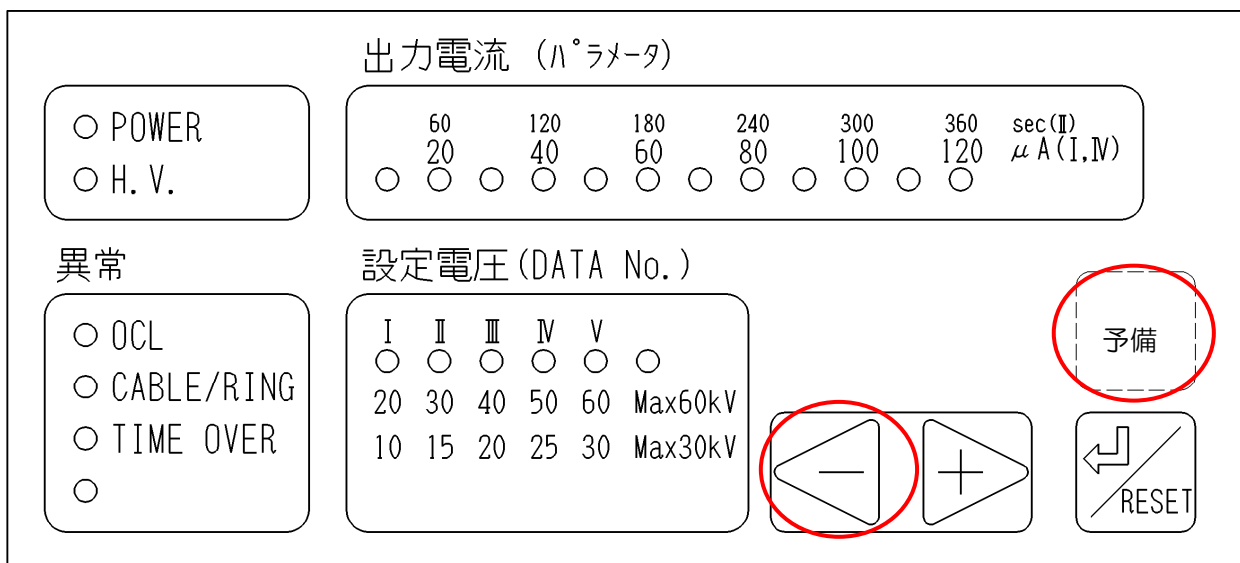 出力電流 (ﾊﾟﾗﾒｰﾀ)
POWER
H.V.
60 120 180 240 300 360 sec(Ⅱ)
20 40 60 80 100 120 μA(Ⅰ,Ⅳ)
異常
OCL
CABLE/RING
TIME OVER
設定電圧(DATA No.)
Ⅰ Ⅱ Ⅲ Ⅳ Ⅴ
20 30 40 50 60 Max60kV
10 15 20 25 30 Max30kV
予備
− +
RESET